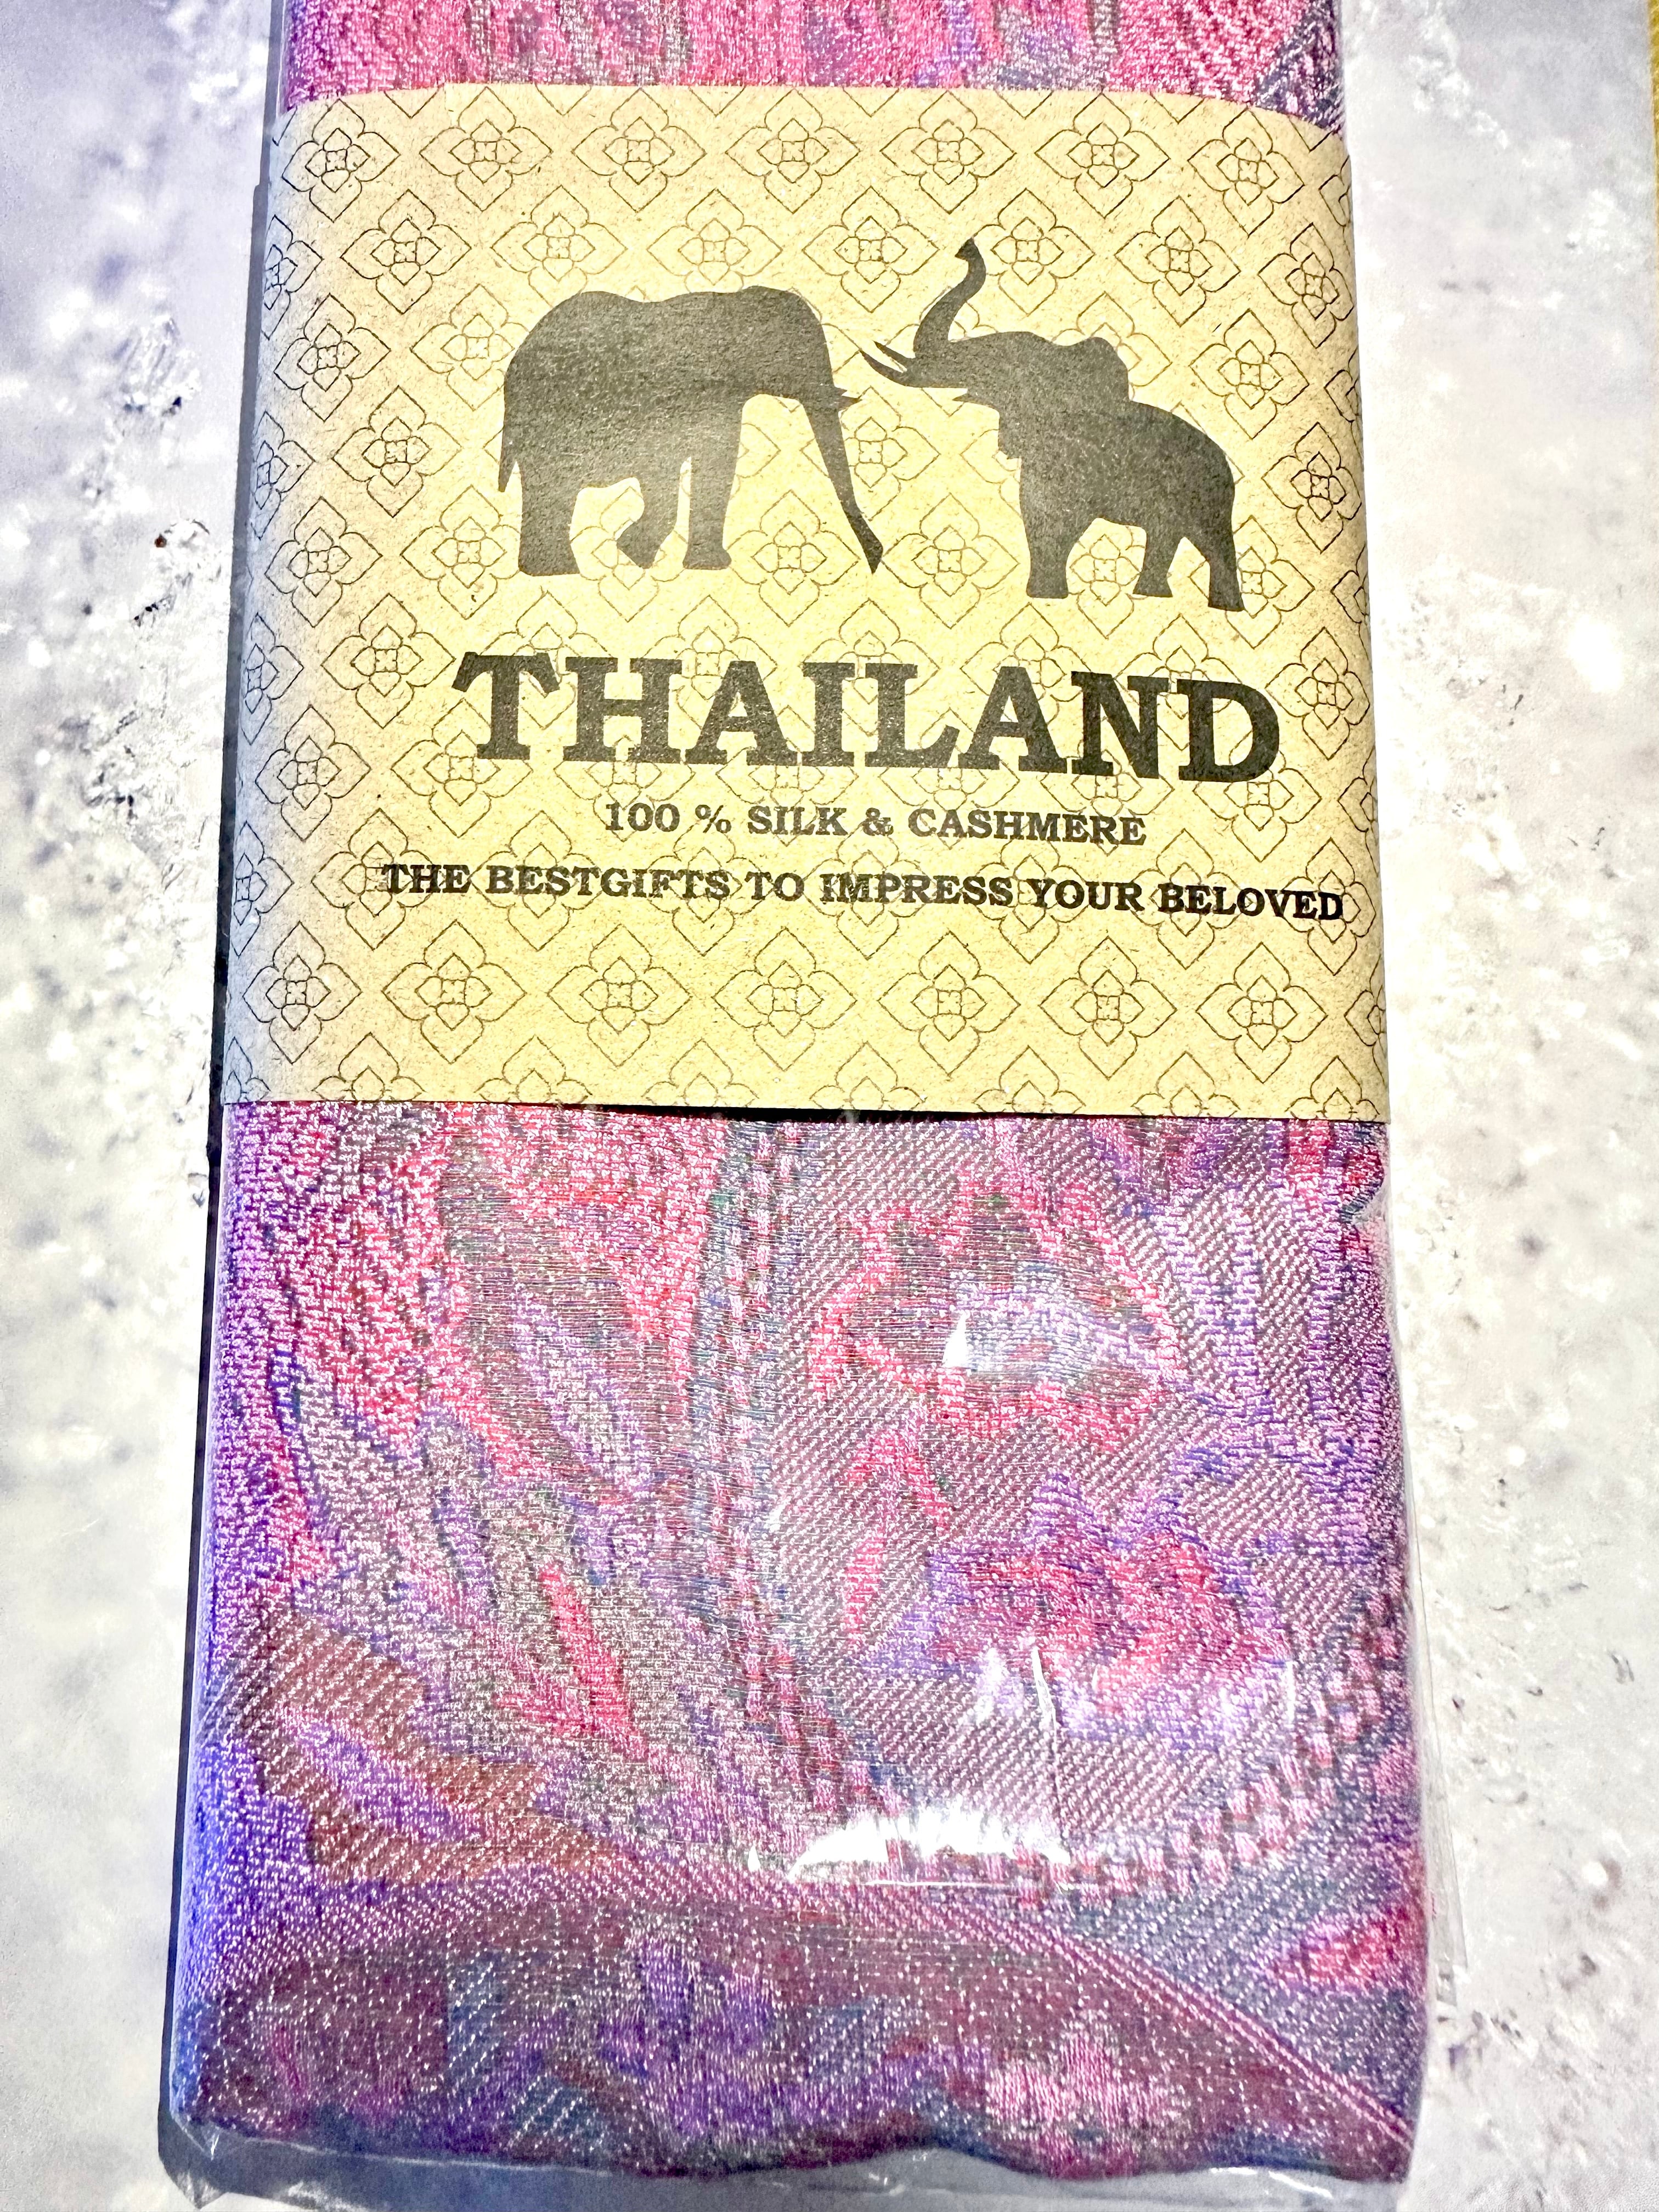 THAILAND
100 % SILK & CASHMERE
THE BESTGIFTS TO IMPRESS YOUR BELOVED